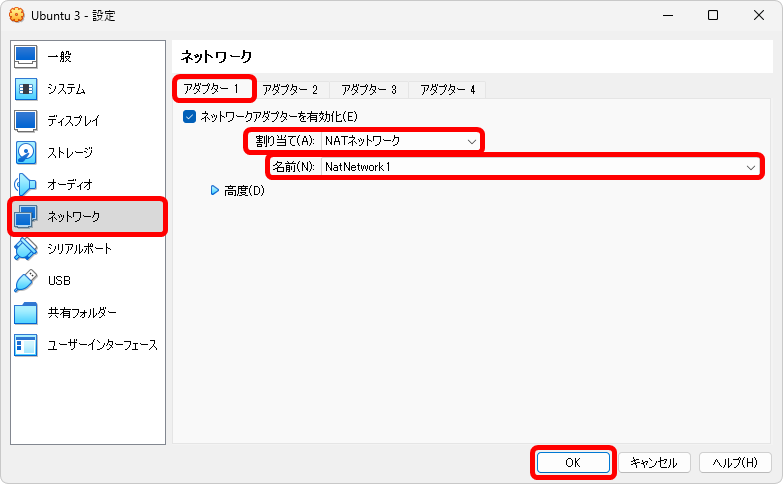 Ubuntu 3 - 設定
一般
システム
ディスプレイ
ストレージ
オーディオ
ネットワーク
シリアルポート
USB
共有フォルダー
ユーザーインターフェース
ネットワーク
アダプター 1
アダプター 2
アダプター 3
アダプター 4
ネットワークアダプターを有効化(E)
割り当て(A): NATネットワーク
名前(N): NatNetwork1
高度(D)
OK
キャンセル
ヘルプ(H)